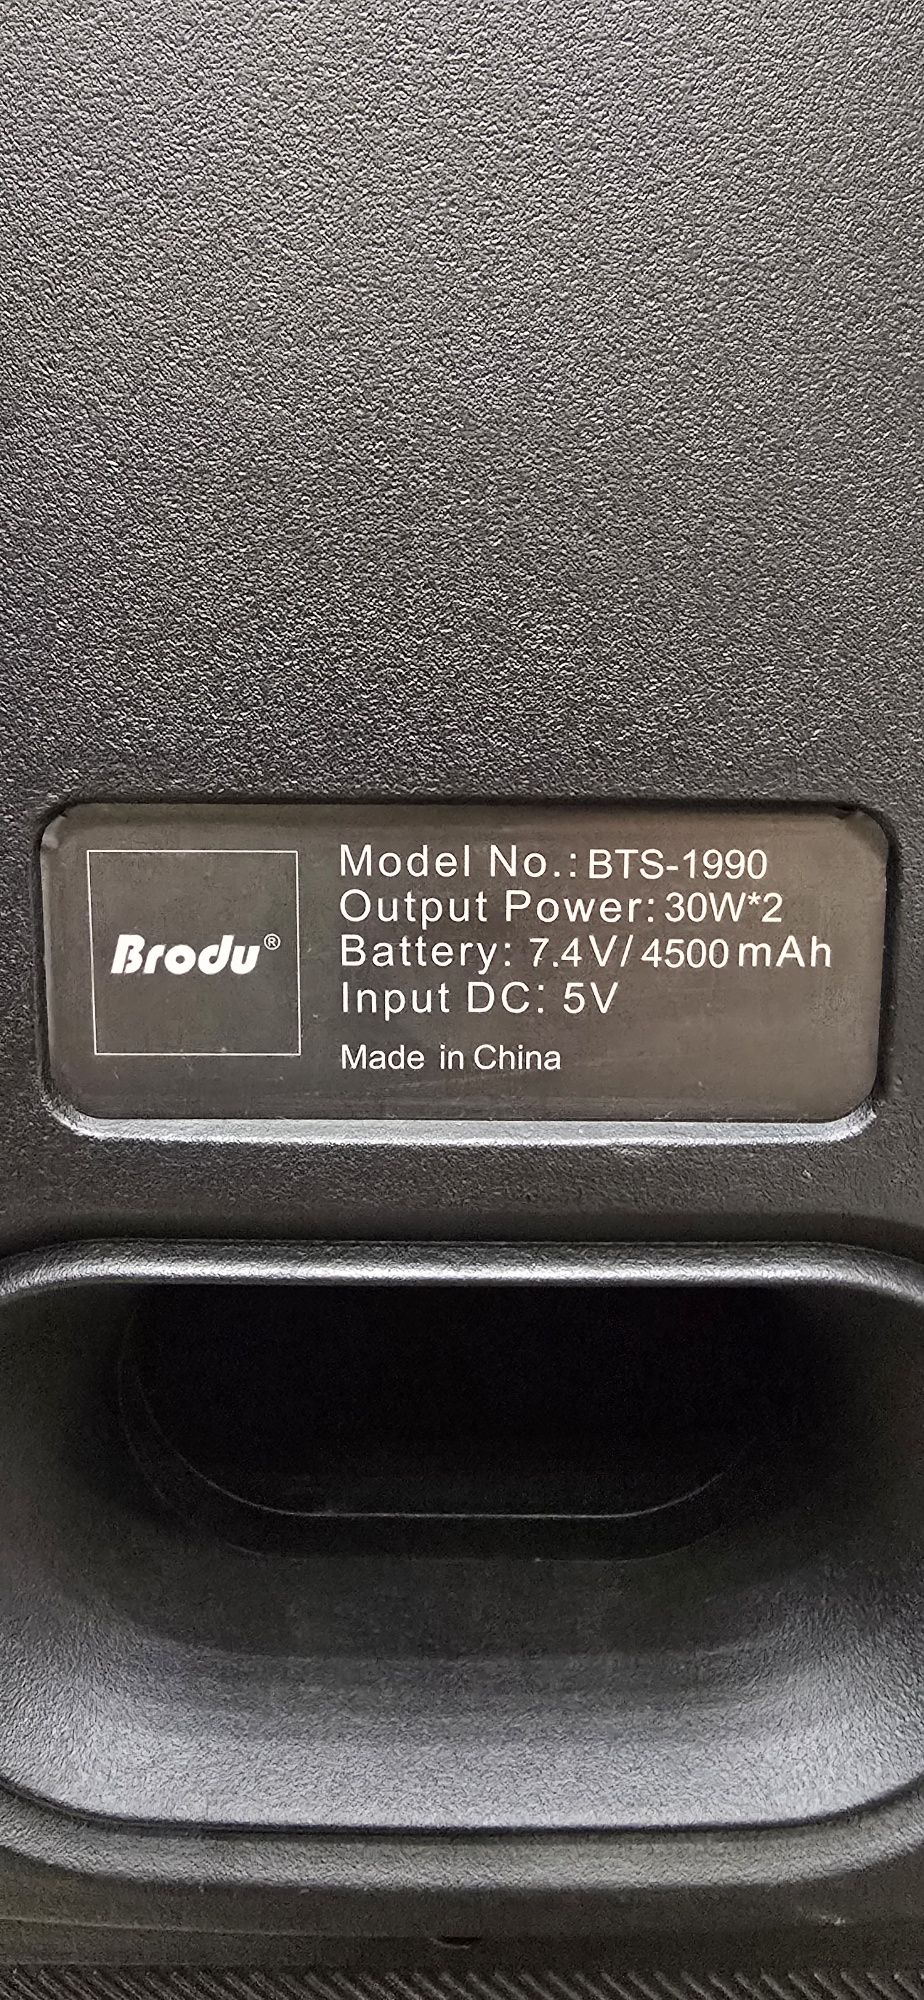 Brodu®
Model No.: BTS-1990
Output Power: 30W*2
Battery: 7.4V/4500mAh
Input DC: 5V
Made in China